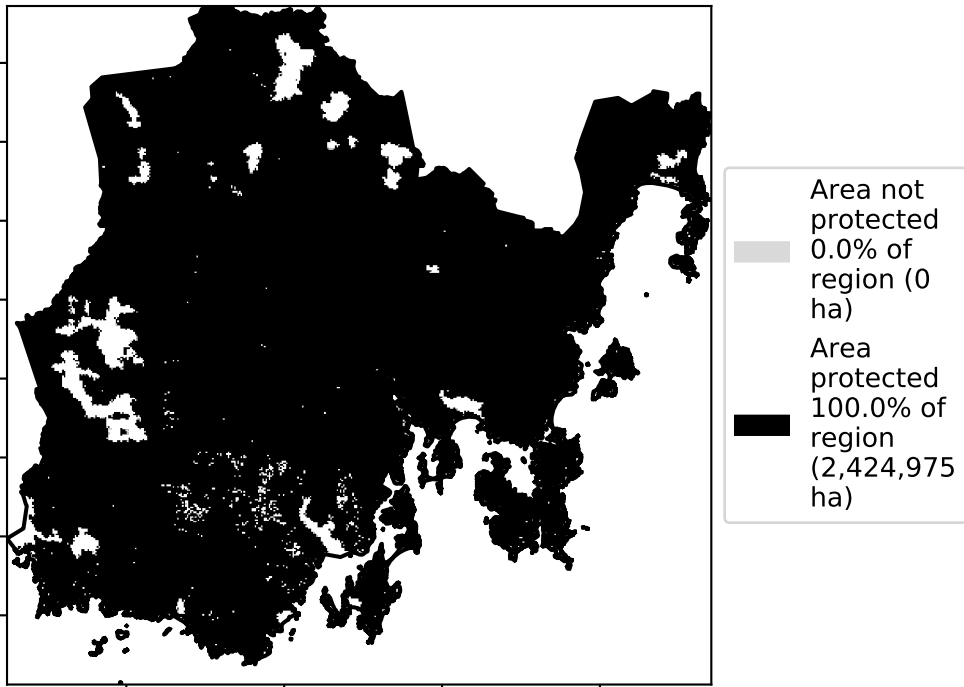 Area not
protected
0.0% of
region (0
ha)
Area
protected
100.0% of
region
(2,424,975
ha)